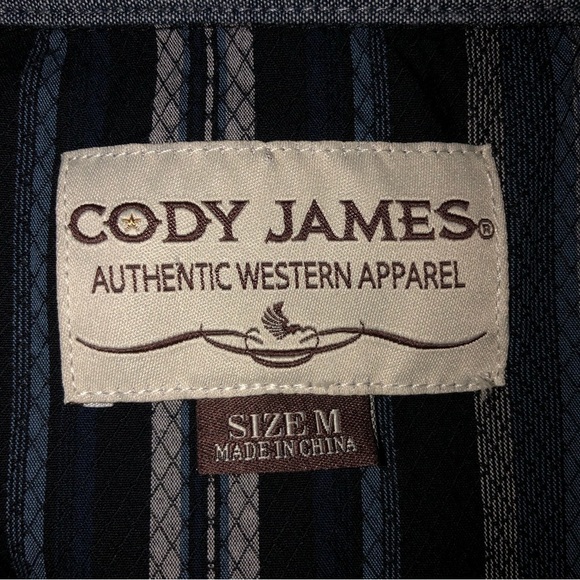 CODY JAMES®
AUTHENTIC WESTERN APPAREL
SIZE M
MADE IN CHINA